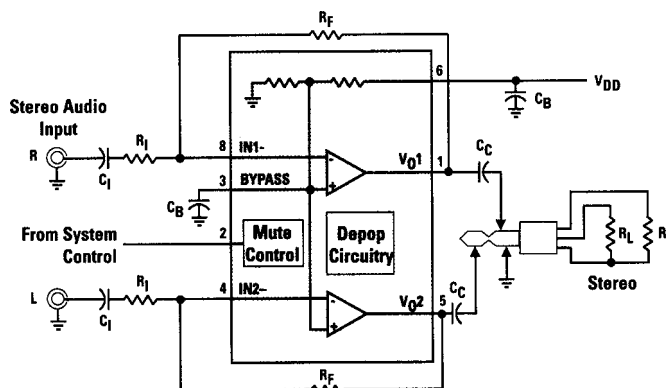 RF
6
VDD
CB
Stereo Audio
Input
R
CI
RI
8
IN1-
VO1
1
CC
3
BYPASS
CB
From System
Control
2
Mute
Control
Depop
Circuitry
RL
R
Stereo
L
CI
RI
4
IN2-
VO2
5
CC
RF
-
+
-
+